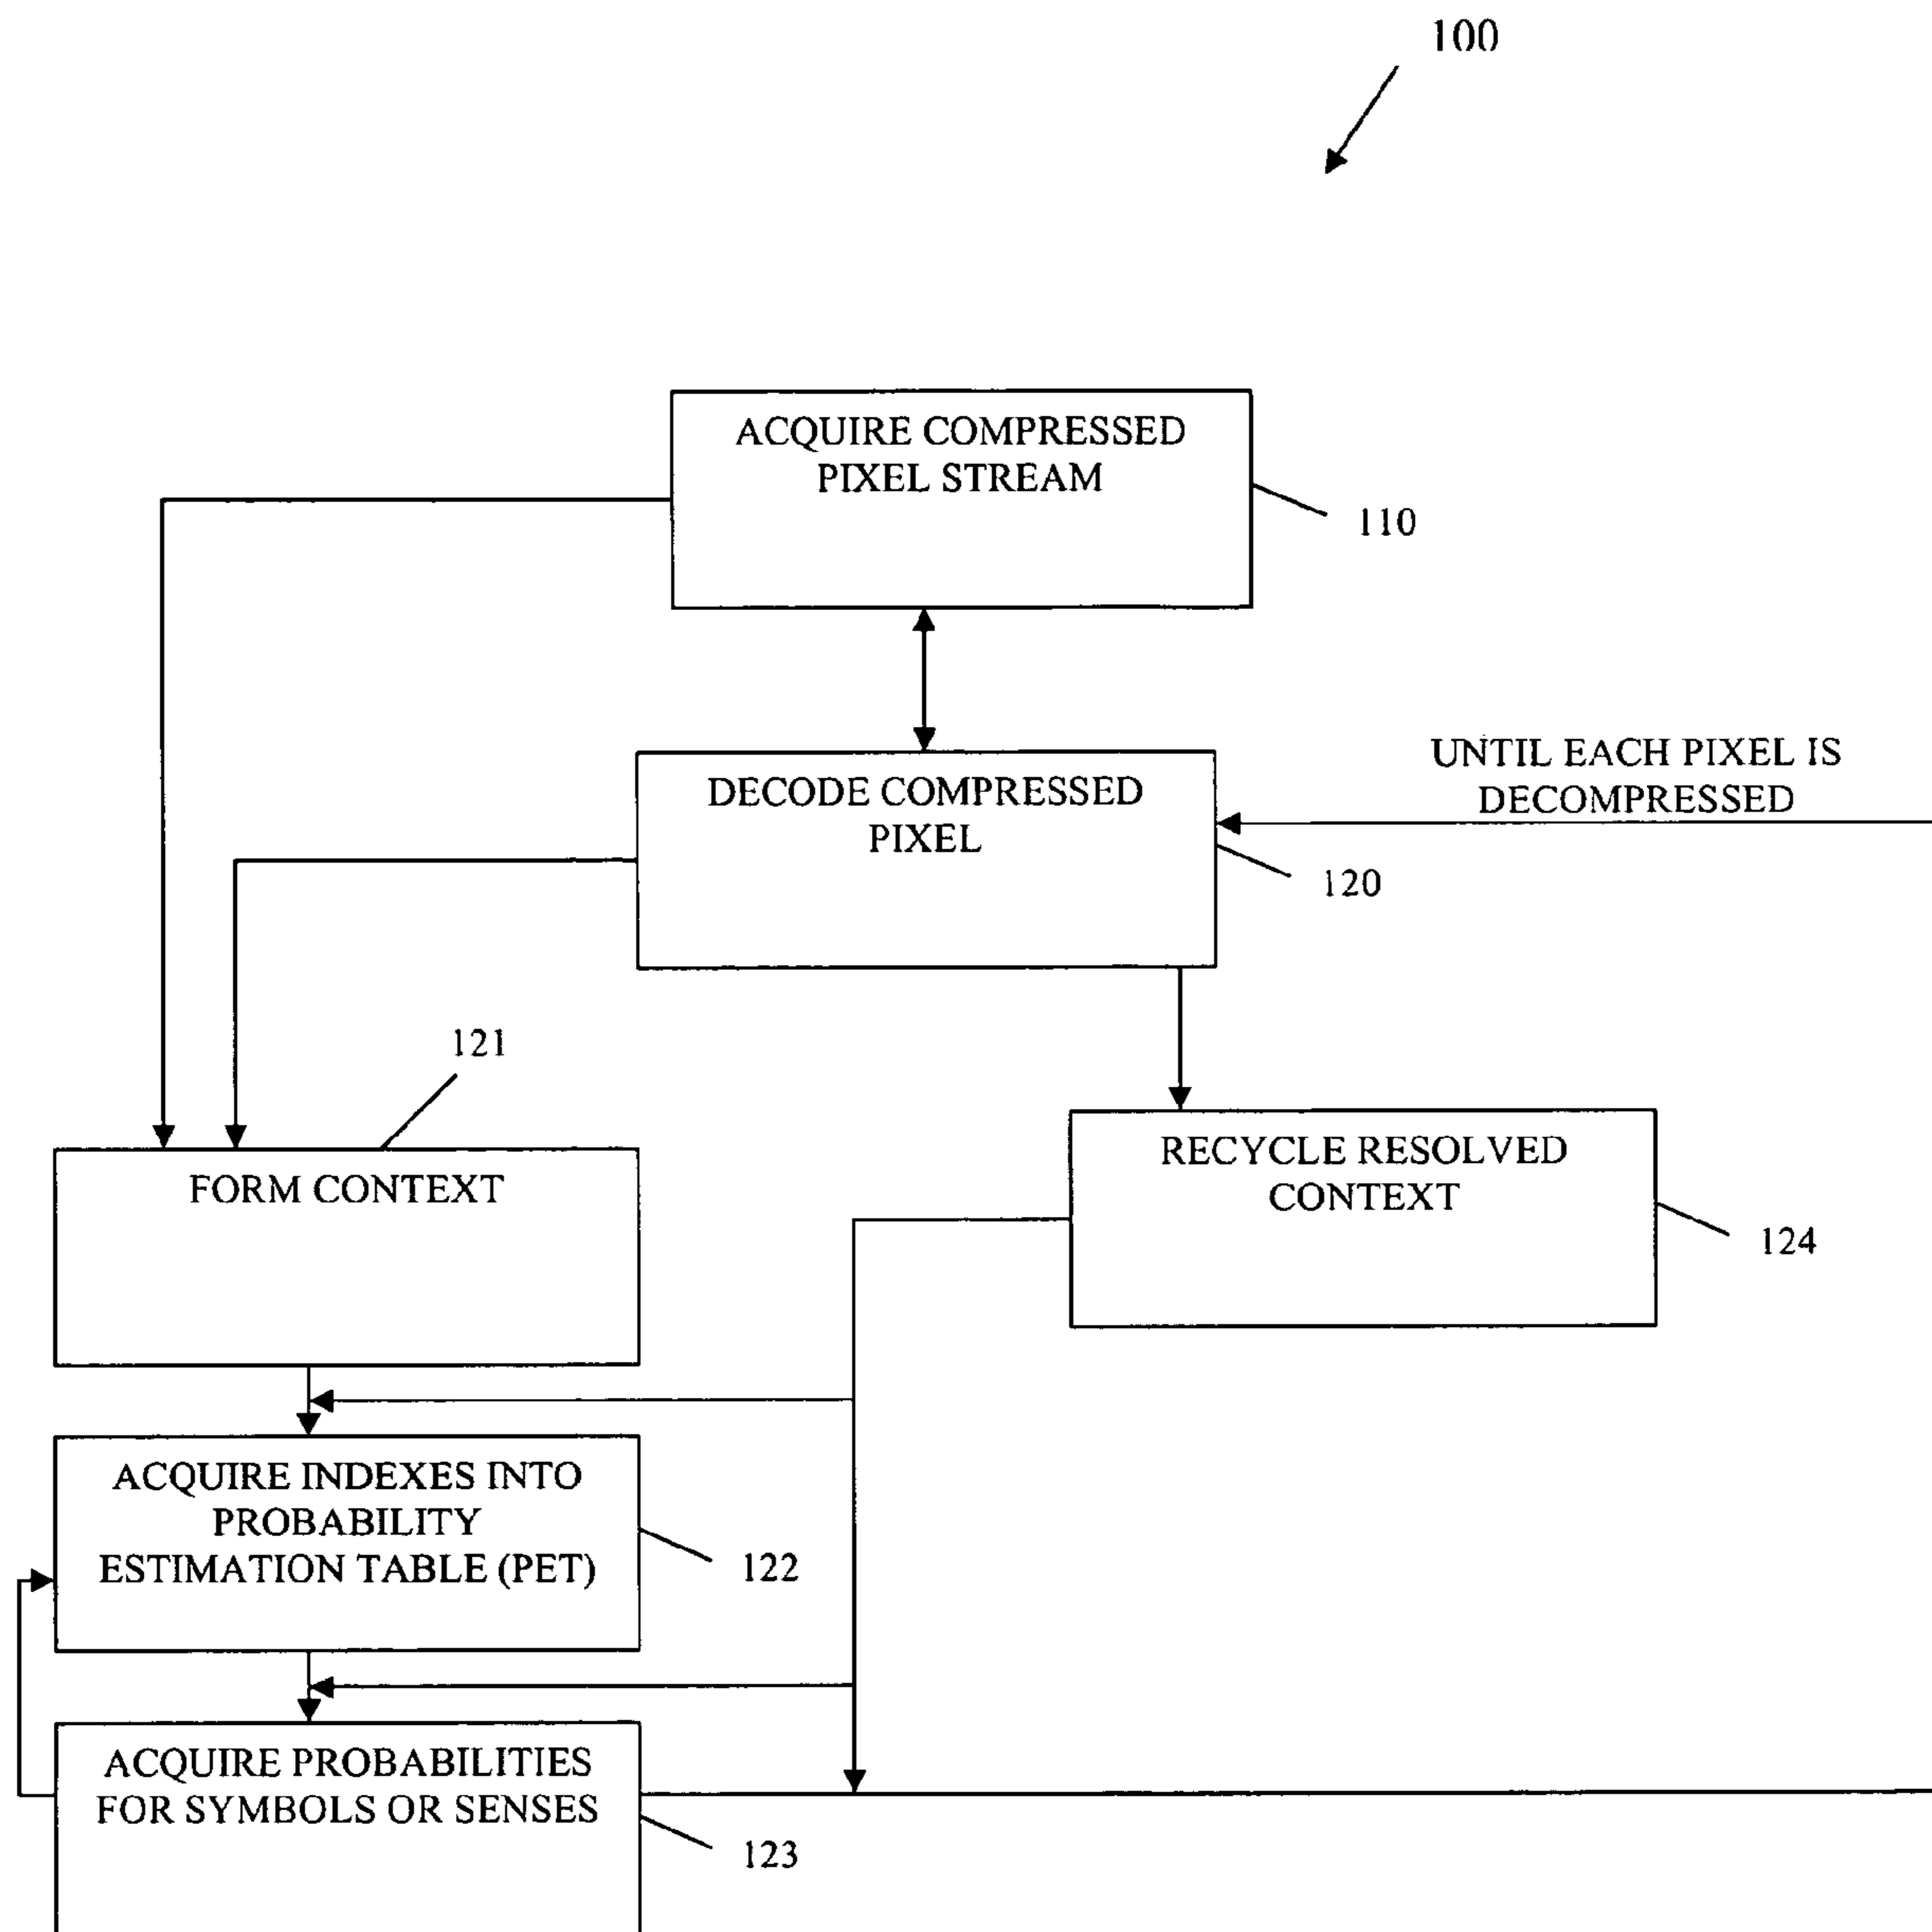 100
ACQUIRE COMPRESSED
PIXEL STREAM
110
UNTIL EACH PIXEL IS
DECOMPRESSED
DECODE COMPRESSED
PIXEL
120
121
FORM CONTEXT
RECYCLE RESOLVED
CONTEXT
124
ACQUIRE INDEXES INTO
PROBABILITY
ESTIMATION TABLE (PET)
122
ACQUIRE PROBABILITIES
FOR SYMBOLS OR SENSES
123